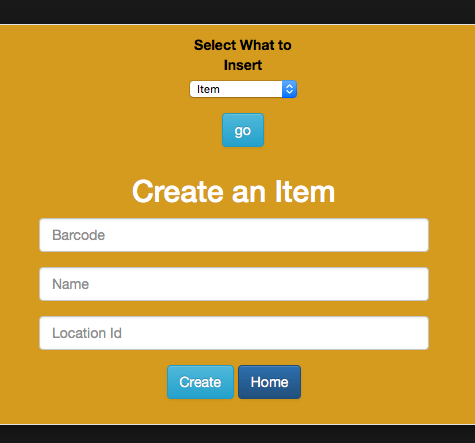 Select What to
Insert
Item
go
Create an Item
Barcode
Name
Location Id
Create Home